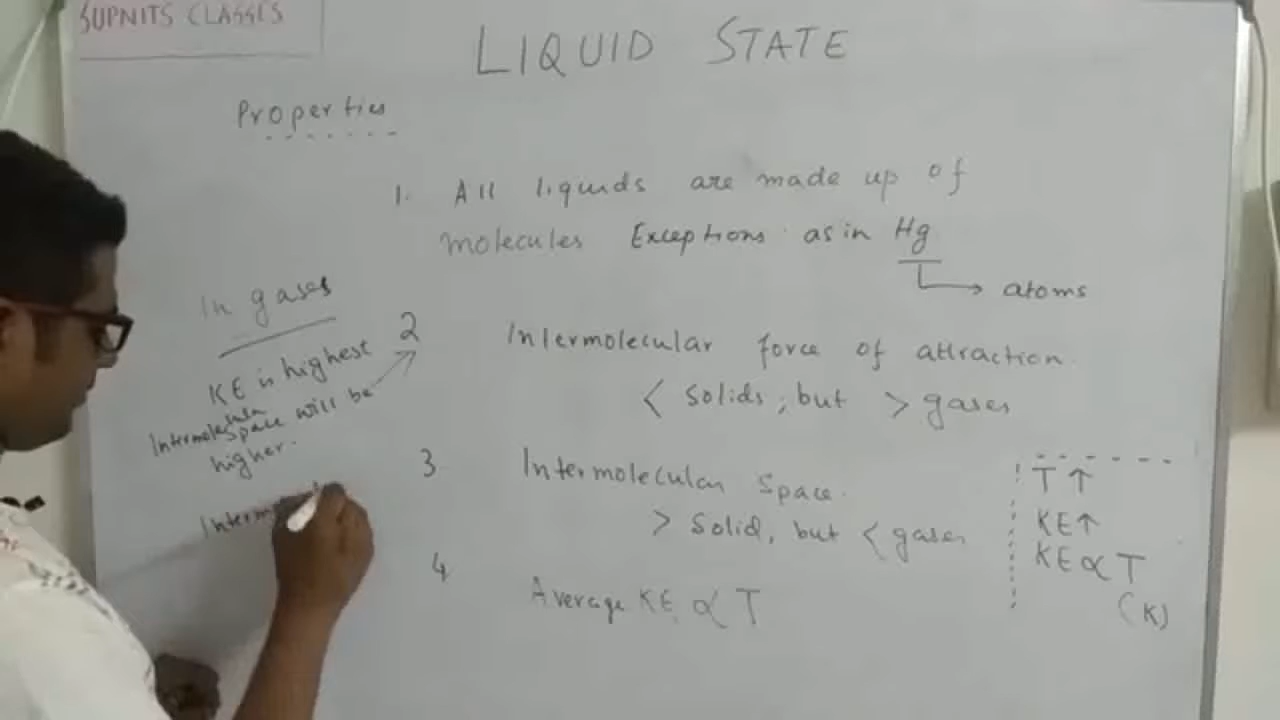 SUPNITS CLASSES
LIQUID STATE
Properties
1. All liquids are made up of
molecules Exceptions as in Hg
atoms
In gases
KE is highest
Intermolecular
space will be
higher.
Interm
2 Intermolecular force of attraction
< solids, but > gases
3 Intermolecular space.
> solid, but < gases
4 Average KE ∝ T
T ↑
KE ↑
KE ∝ T
(K)